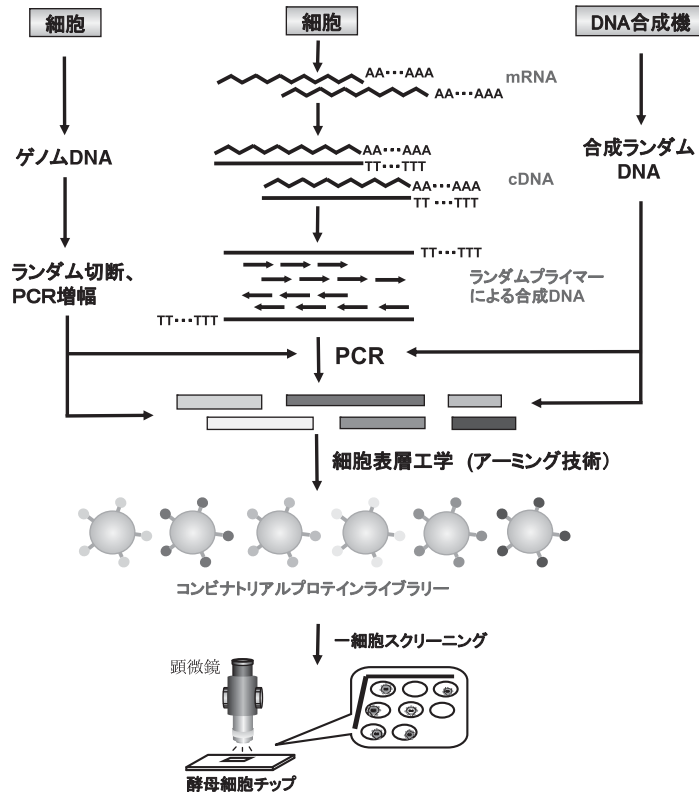 細胞
細胞
DNA合成機
AA･･･AAA
mRNA
AA･･･AAA
ゲノムDNA
AA･･･AAA
TT･･･TTT
cDNA
AA･･･AAA
TT･･･TTT
合成ランダム
DNA
ランダム切断、
PCR増幅
TT･･･TTT
ランダムプライマー
による合成DNA
TT･･･TTT
PCR
細胞表層工学 (アーミング技術)
コンビナトリアルプロテインライブラリー
一細胞スクリーニング
顕微鏡
酵母細胞チップ